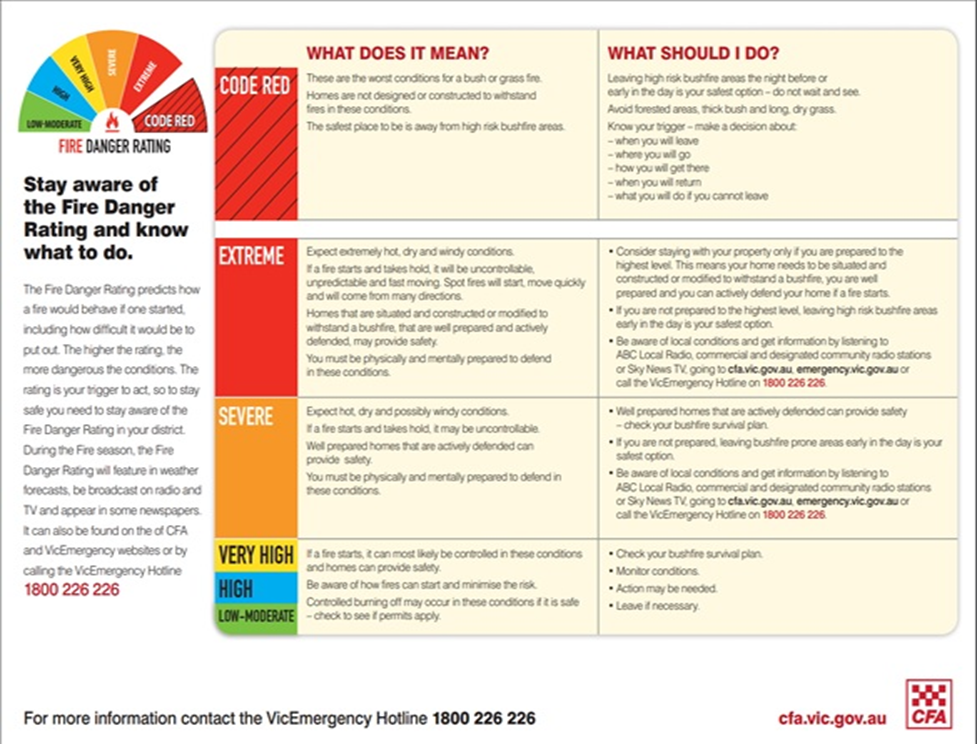 LOW-MODERATE
HIGH
VERY HIGH
SEVERE
EXTREME
CODE RED
FIRE DANGER RATING
Stay aware of
the Fire Danger
Rating and know
what to do.
The Fire Danger Rating predicts how
a fire would behave if one started,
including how difficult it would be to
put out. The higher the rating, the
more dangerous the conditions. The
rating is your trigger to act, so to stay
safe you need to stay aware of the
Fire Danger Rating in your district.
During the Fire season, the Fire
Danger Rating will feature in weather
forecasts, be broadcast on radio and
TV and appear in some newspapers.
It can also be found on the of CFA
and VicEmergency websites or by
calling the VicEmergency Hotline
1800 226 226
WHAT DOES IT MEAN?
WHAT SHOULD I DO?
CODE RED
These are the worst conditions for a bush or grass fire.
Homes are not designed or constructed to withstand
fires in these conditions.
The safest place to be is away from high risk bushfire areas.
Leaving high risk bushfire areas the night before or
early in the day is your safest option – do not wait and see.
Avoid forested areas, thick bush and long, dry grass.
Know your trigger – make a decision about:
– when you will leave
– where you will go
– how you will get there
– when you will return
– what you will do if you cannot leave
EXTREME
Expect extremely hot, dry and windy conditions.
If a fire starts and takes hold, it will be uncontrollable,
unpredictable and fast moving. Spot fires will start, move quickly
and will come from many directions.
Homes that are situated and constructed or modified to
withstand a bushfire, that are well prepared and actively
defended, may provide safety.
You must be physically and mentally prepared to defend
in these conditions.
• Consider staying with your property only if you are prepared to the
highest level. This means your home needs to be situated and
constructed or modified to withstand a bushfire, you are well
prepared and you can actively defend your home if a fire starts.
• If you are not prepared to the highest level, leaving high risk bushfire areas
early in the day is your safest option.
• Be aware of local conditions and get information by listening to
ABC Local Radio, commercial and designated community radio stations
or Sky News TV, going to cfa.vic.gov.au, emergency.vic.gov.au or
call the VicEmergency Hotline on 1800 226 226.
SEVERE
Expect hot, dry and possibly windy conditions.
If a fire starts and takes hold, it may be uncontrollable.
Well prepared homes that are actively defended can
provide safety.
You must be physically and mentally prepared to defend in
these conditions.
• Well prepared homes that are actively defended can provide safety
– check your bushfire survival plan.
• If you are not prepared, leaving bushfire prone areas early in the day is your
safest option.
• Be aware of local conditions and get information by listening to
ABC Local Radio, commercial and designated community radio stations
or Sky News TV, going to cfa.vic.gov.au, emergency.vic.gov.au or
call the VicEmergency Hotline on 1800 226 226.
VERY HIGH
HIGH
LOW-MODERATE
If a fire starts, it can most likely be controlled in these conditions
and homes can provide safety.
Be aware of how fires can start and minimise the risk.
Controlled burning off may occur in these conditions if it is safe
– check to see if permits apply.
• Check your bushfire survival plan.
• Monitor conditions.
• Action may be needed.
• Leave if necessary.
For more information contact the VicEmergency Hotline 1800 226 226
cfa.vic.gov.au
CFA